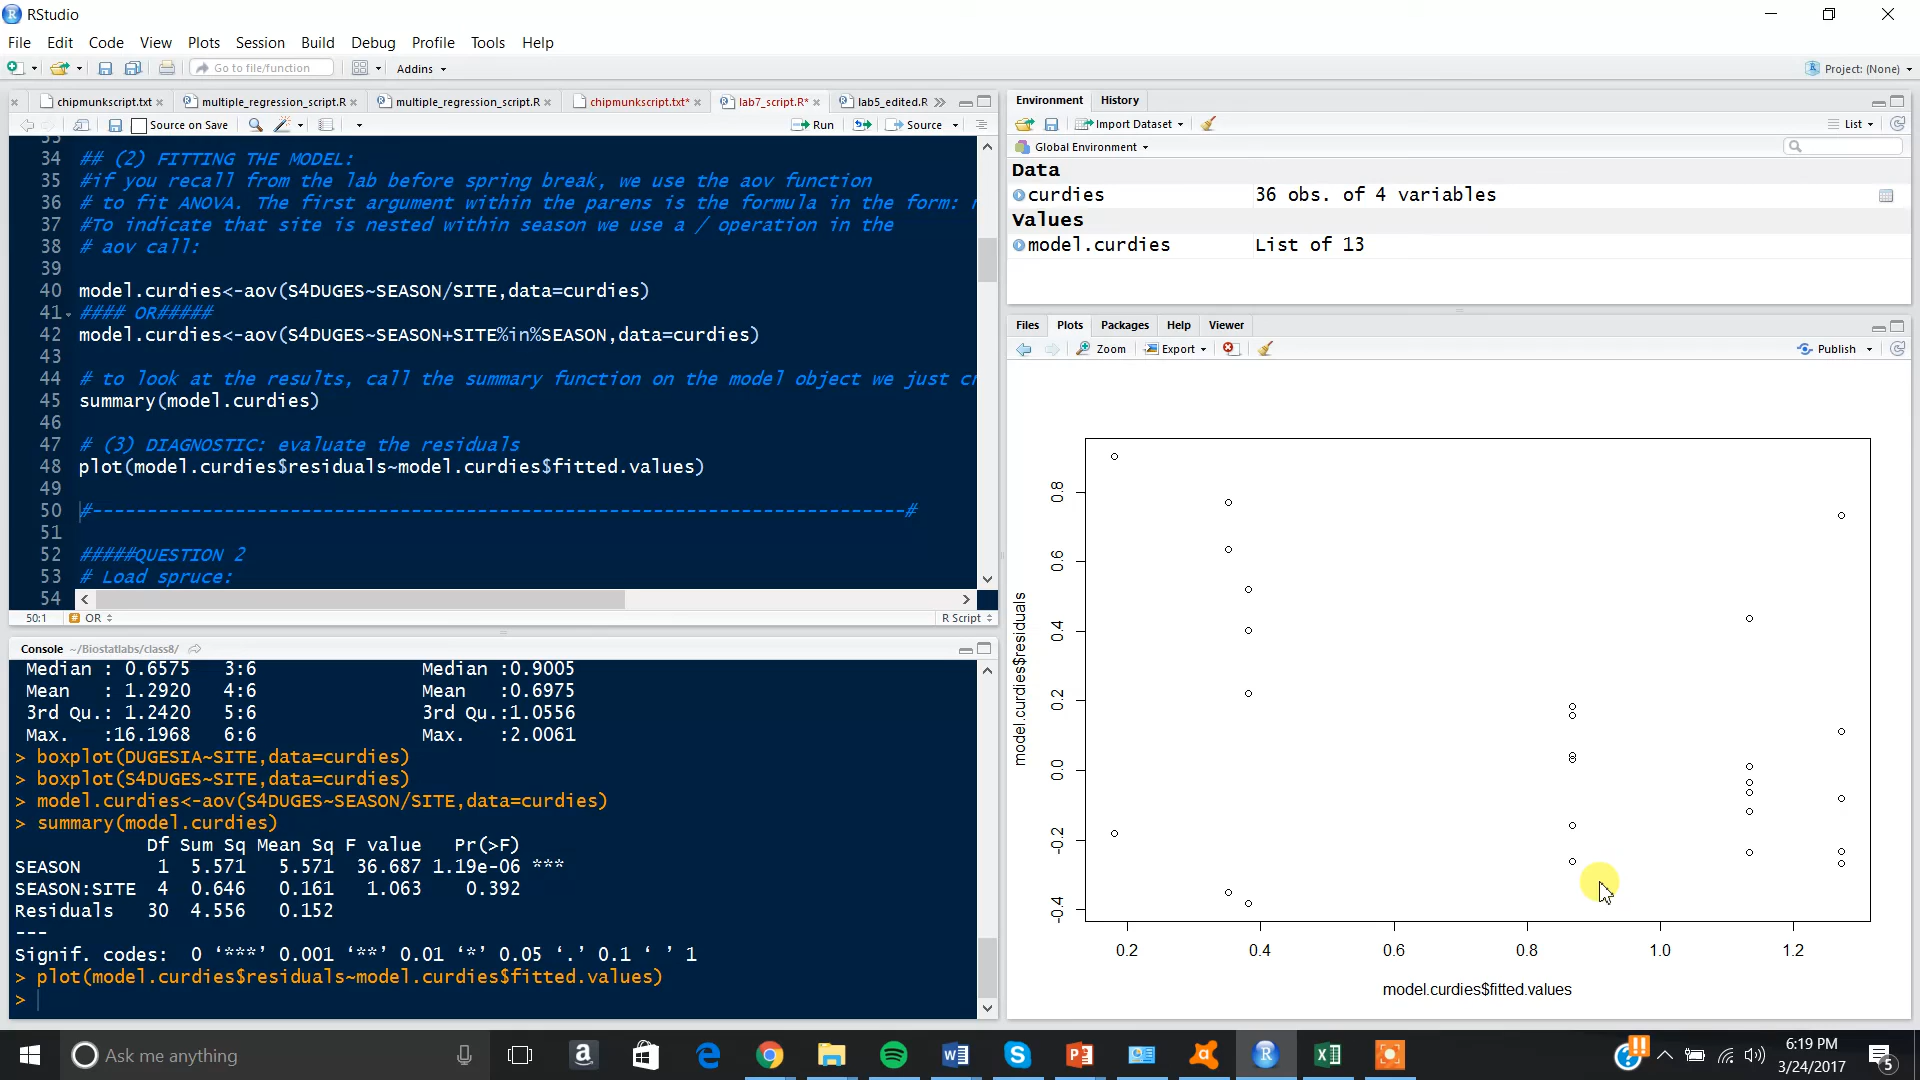 RStudio
File Edit Code View Plots Session Build Debug Profile Tools Help
Go to file/function Addins Project: (None)
chipmunkscript.txt multiple_regression_script.R multiple_regression_script.R chipmunkscript.txt* lab7_script.R* lab5_edited.R
Source on Save Run Source
33
34 ## (2) FITTING THE MODEL:
35 #if you recall from the lab before spring break, we use the aov function
36 # to fit ANOVA. The first argument within the parens is the formula in the form:
37 #To indicate that site is nested within season we use a / operation in the
38 # aov call:
39
40 model.curdies<-aov(S4DUGES~SEASON/SITE,data=curdies)
41 #### OR#####
42 model.curdies<-aov(S4DUGES~SEASON+SITE%in%SEASON,data=curdies)
43
44 # to look at the results, call the summary function on the model object we just cr
45 summary(model.curdies)
46
47 # (3) DIAGNOSTIC: evaluate the residuals
48 plot(model.curdies$residuals~model.curdies$fitted.values)
49
50 #--------------------------------------------------------------------------#
51
52 #####QUESTION 2
53 # Load spruce:
54
50:1 # OR R Script
Console ~/Biostatlabs/class8/
Median : 0.6575 3:6 Median :0.9005
Mean : 1.2920 4:6 Mean :0.6975
3rd Qu.: 1.2420 5:6 3rd Qu.:1.0556
Max. :16.1968 6:6 Max. :2.0061
> boxplot(DUGESIA~SITE,data=curdies)
> boxplot(S4DUGES~SITE,data=curdies)
> model.curdies<-aov(S4DUGES~SEASON/SITE,data=curdies)
> summary(model.curdies)
Df Sum Sq Mean Sq F value Pr(>F)
SEASON 1 5.571 5.571 36.687 1.19e-06 ***
SEASON:SITE 4 0.646 0.161 1.063 0.392
Residuals 30 4.556 0.152
---
Signif. codes: 0 ‘***’ 0.001 ‘**’ 0.01 ‘*’ 0.05 ‘.’ 0.1 ‘ ’ 1
> plot(model.curdies$residuals~model.curdies$fitted.values)
>
Environment History
Import Dataset List
Global Environment
Data
curdies 36 obs. of 4 variables
Values
model.curdies List of 13
Files Plots Packages Help Viewer
Zoom Export Publish
model.curdies$residuals
0.8
0.6
0.4
0.2
0.0
-0.2
-0.4
0.2 0.4 0.6 0.8 1.0 1.2
model.curdies$fitted.values
Ask me anything
6:19 PM
3/24/2017
5